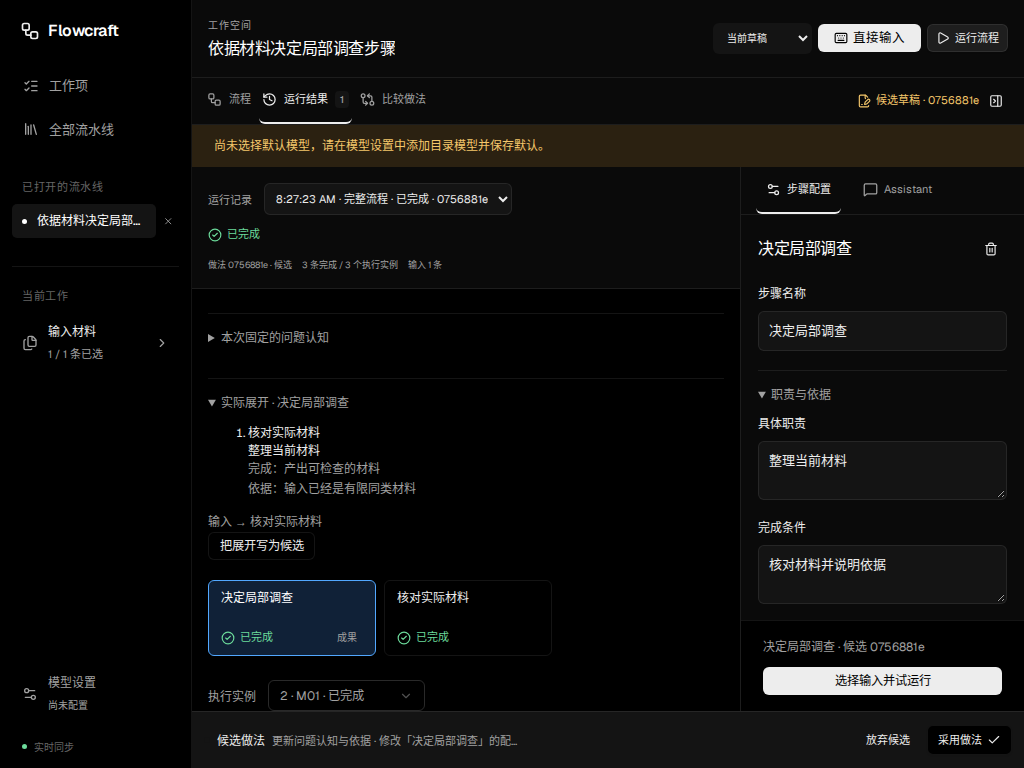 Flowcraft
工作项
全部流水线
已打开的流水线
依据材料决定局部…
当前工作
输入材料
1 / 1 条已选
模型设置
尚未配置
实时同步
工作空间
依据材料决定局部调查步骤
当前草稿
直接输入
运行流程
流程
运行结果 1
比较做法
候选草稿 · 0756881e
尚未选择默认模型，请在模型设置中添加目录模型并保存默认。
运行记录
8:27:23 AM · 完整流程 · 已完成 · 0756881e
已完成
做法 0756881e · 候选 3 条完成 / 3 个执行实例 输入 1 条
本次固定的问题认知
实际展开 · 决定局部调查
1. 核对实际材料
整理当前材料
完成：产出可检查的材料
依据：输入已经是有限同类材料
输入 → 核对实际材料
把展开写为候选
决定局部调查
已完成
成果
核对实际材料
已完成
执行实例
2 · M01 · 已完成
步骤配置
Assistant
决定局部调查
步骤名称
决定局部调查
职责与依据
具体职责
整理当前材料
完成条件
核对材料并说明依据
决定局部调查 · 候选 0756881e
选择输入并试运行
候选做法
更新问题认知与依据 · 修改「决定局部调查」的配…
放弃候选
采用做法